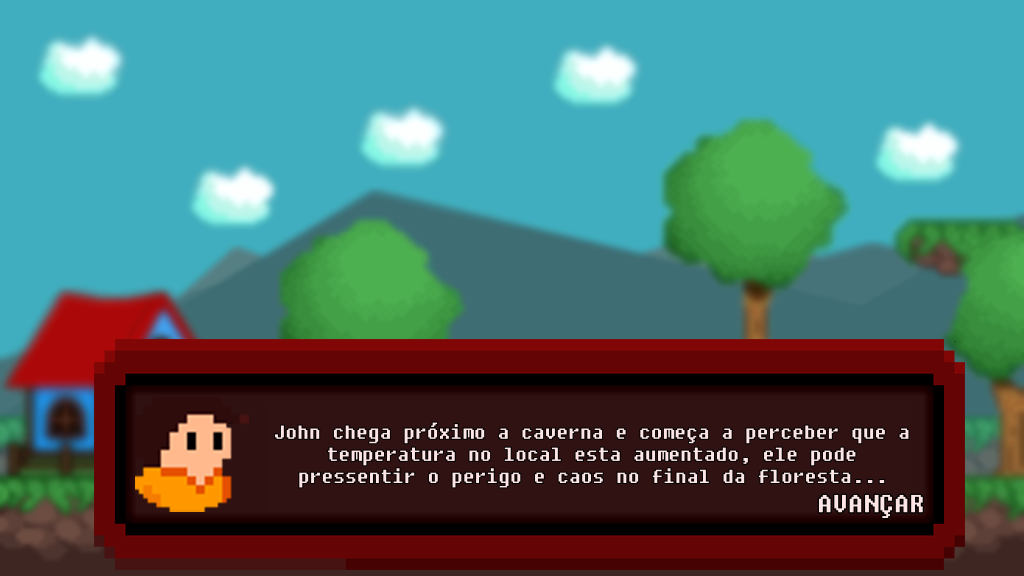 John chega próximo a caverna e começa a perceber que a
temperatura no local esta aumentado, ele pode
pressentir o perigo e caos no final da floresta...
AVANÇAR